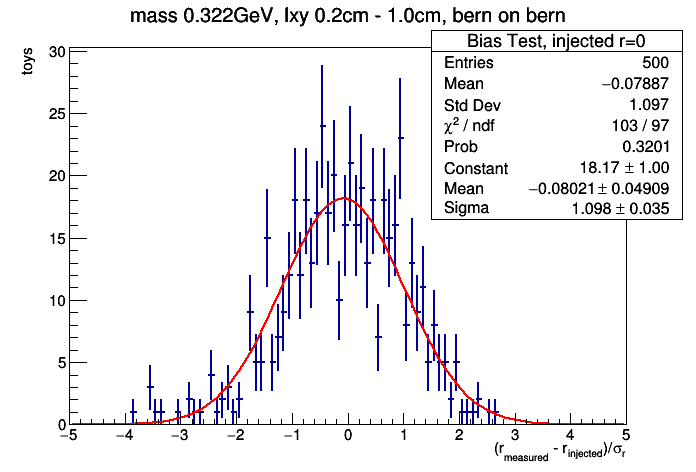 mass 0.322GeV, lxy 0.2cm - 1.0cm, bern on bern
Bias Test, injected r=0
Entries 500
Mean −0.07887
Std Dev 1.097
χ² / ndf 103 / 97
Prob 0.3201
Constant 18.17 ± 1.00
Mean −0.08021 ± 0.04909
Sigma 1.098 ± 0.035
toys
30
25
20
15
10
5
0
−5 −4 −3 −2 −1 0 1 2 3 4 5
(r_measured - r_injected)/σ_r